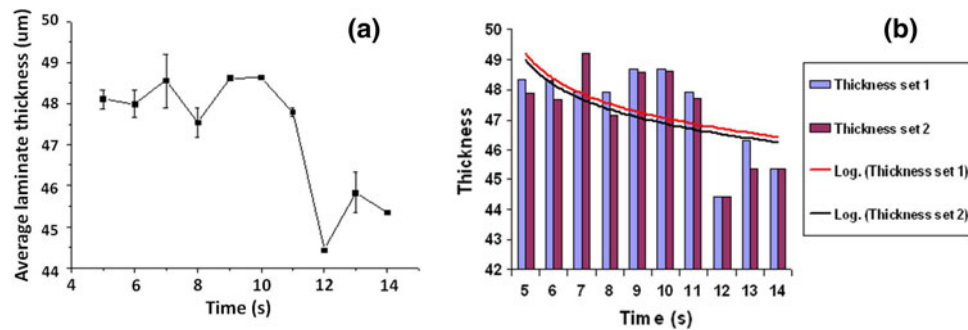 (a)
Average laminate thickness (um)
50
49
48
47
46
45
44
4 6 8 10 12 14
Time (s)
(b)
Thickness
50
49
48
47
46
45
44
43
42
5 6 7 8 9 10 11 12 13 14
Time (s)
Thickness set 1
Thickness set 2
Log. (Thickness set 1)
Log. (Thickness set 2)